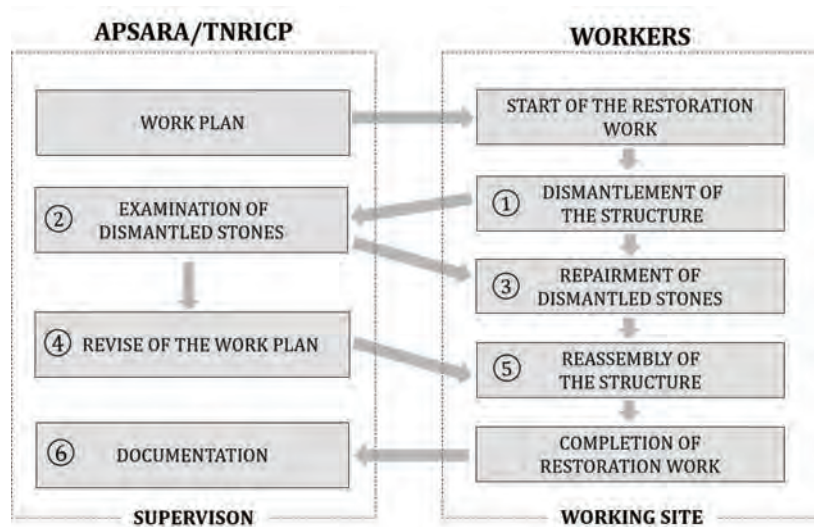 APSARA/TNRICP
WORK PLAN
② EXAMINATION OF
DISMANTLED STONES
④ REVISE OF THE WORK PLAN
⑥ DOCUMENTATION
SUPERVISON
WORKERS
START OF THE RESTORATION
WORK
① DISMANTLEMENT OF
THE STRUCTURE
③ REPAIRMENT OF
DISMANTLED STONES
⑤ REASSEMBLY OF
THE STRUCTURE
COMPLETION OF
RESTORATION WORK
WORKING SITE